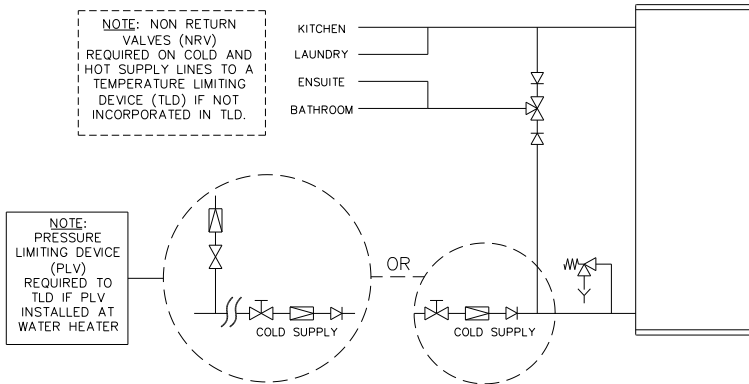 NOTE: NON RETURN
VALVES (NRV)
REQUIRED ON COLD AND
HOT SUPPLY LINES TO A
TEMPERATURE LIMITING
DEVICE (TLD) IF NOT
INCORPORATED IN TLD.
KITCHEN
LAUNDRY
ENSUITE
BATHROOM
NOTE:
PRESSURE
LIMITING DEVICE
(PLV)
REQUIRED TO
TLD IF PLV
INSTALLED AT
WATER HEATER
OR
COLD SUPPLY
COLD SUPPLY